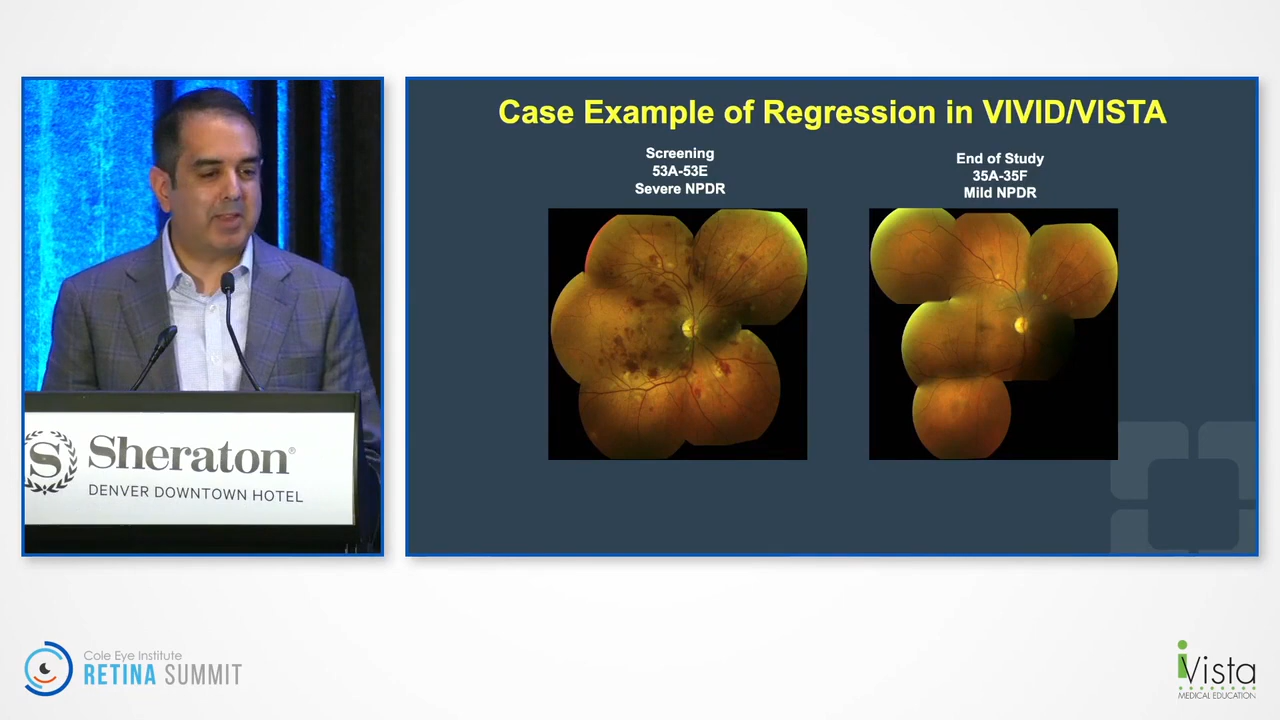 Case Example of Regression in VIVID/VISTA
Screening
53A-53E
Severe NPDR
End of Study
35A-35F
Mild NPDR
S
Sheraton®
DENVER DOWNTOWN HOTEL
Cole Eye Institute
RETINA SUMMIT
iVista
MEDICAL EDUCATION